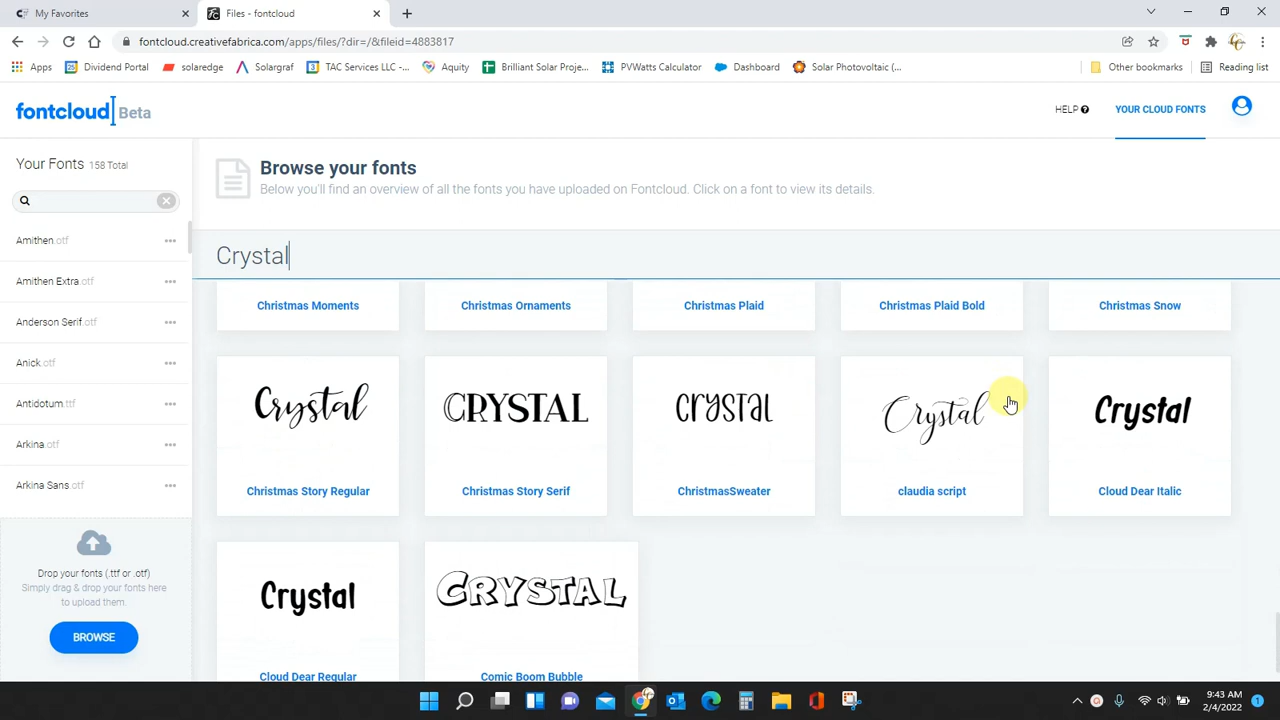 My Favorites
Files - fontcloud
fontcloud.creativefabrica.com/apps/files/?dir=/&fileid=4883817
Apps
Dividend Portal
solaredge
Solargraf
TAC Services LLC -...
Aquity
Brilliant Solar Proje...
PVWatts Calculator
Dashboard
Solar Photovoltaic (...
Other bookmarks
Reading list
fontcloud Beta
HELP
YOUR CLOUD FONTS
Your Fonts 158 Total
Browse your fonts
Below you'll find an overview of all the fonts you have uploaded on Fontcloud. Click on a font to view its details.
Crystal
Amithen.otf
Amithen Extra.otf
Anderson Serif.otf
Anick.otf
Antidotum.ttf
Arkina.otf
Arkina Sans.otf
Christmas Moments
Christmas Ornaments
Christmas Plaid
Christmas Plaid Bold
Christmas Snow
Crystal
CRYSTAL
crystal
Crystal
Crystal
Christmas Story Regular
Christmas Story Serif
ChristmasSweater
claudia script
Cloud Dear Italic
Crystal
CRYSTAL
Cloud Dear Regular
Comic Boom Bubble
Drop your fonts (.ttf or .otf)
Simply drag & drop your fonts here
to upload them.
BROWSE
9:43 AM
2/4/2022